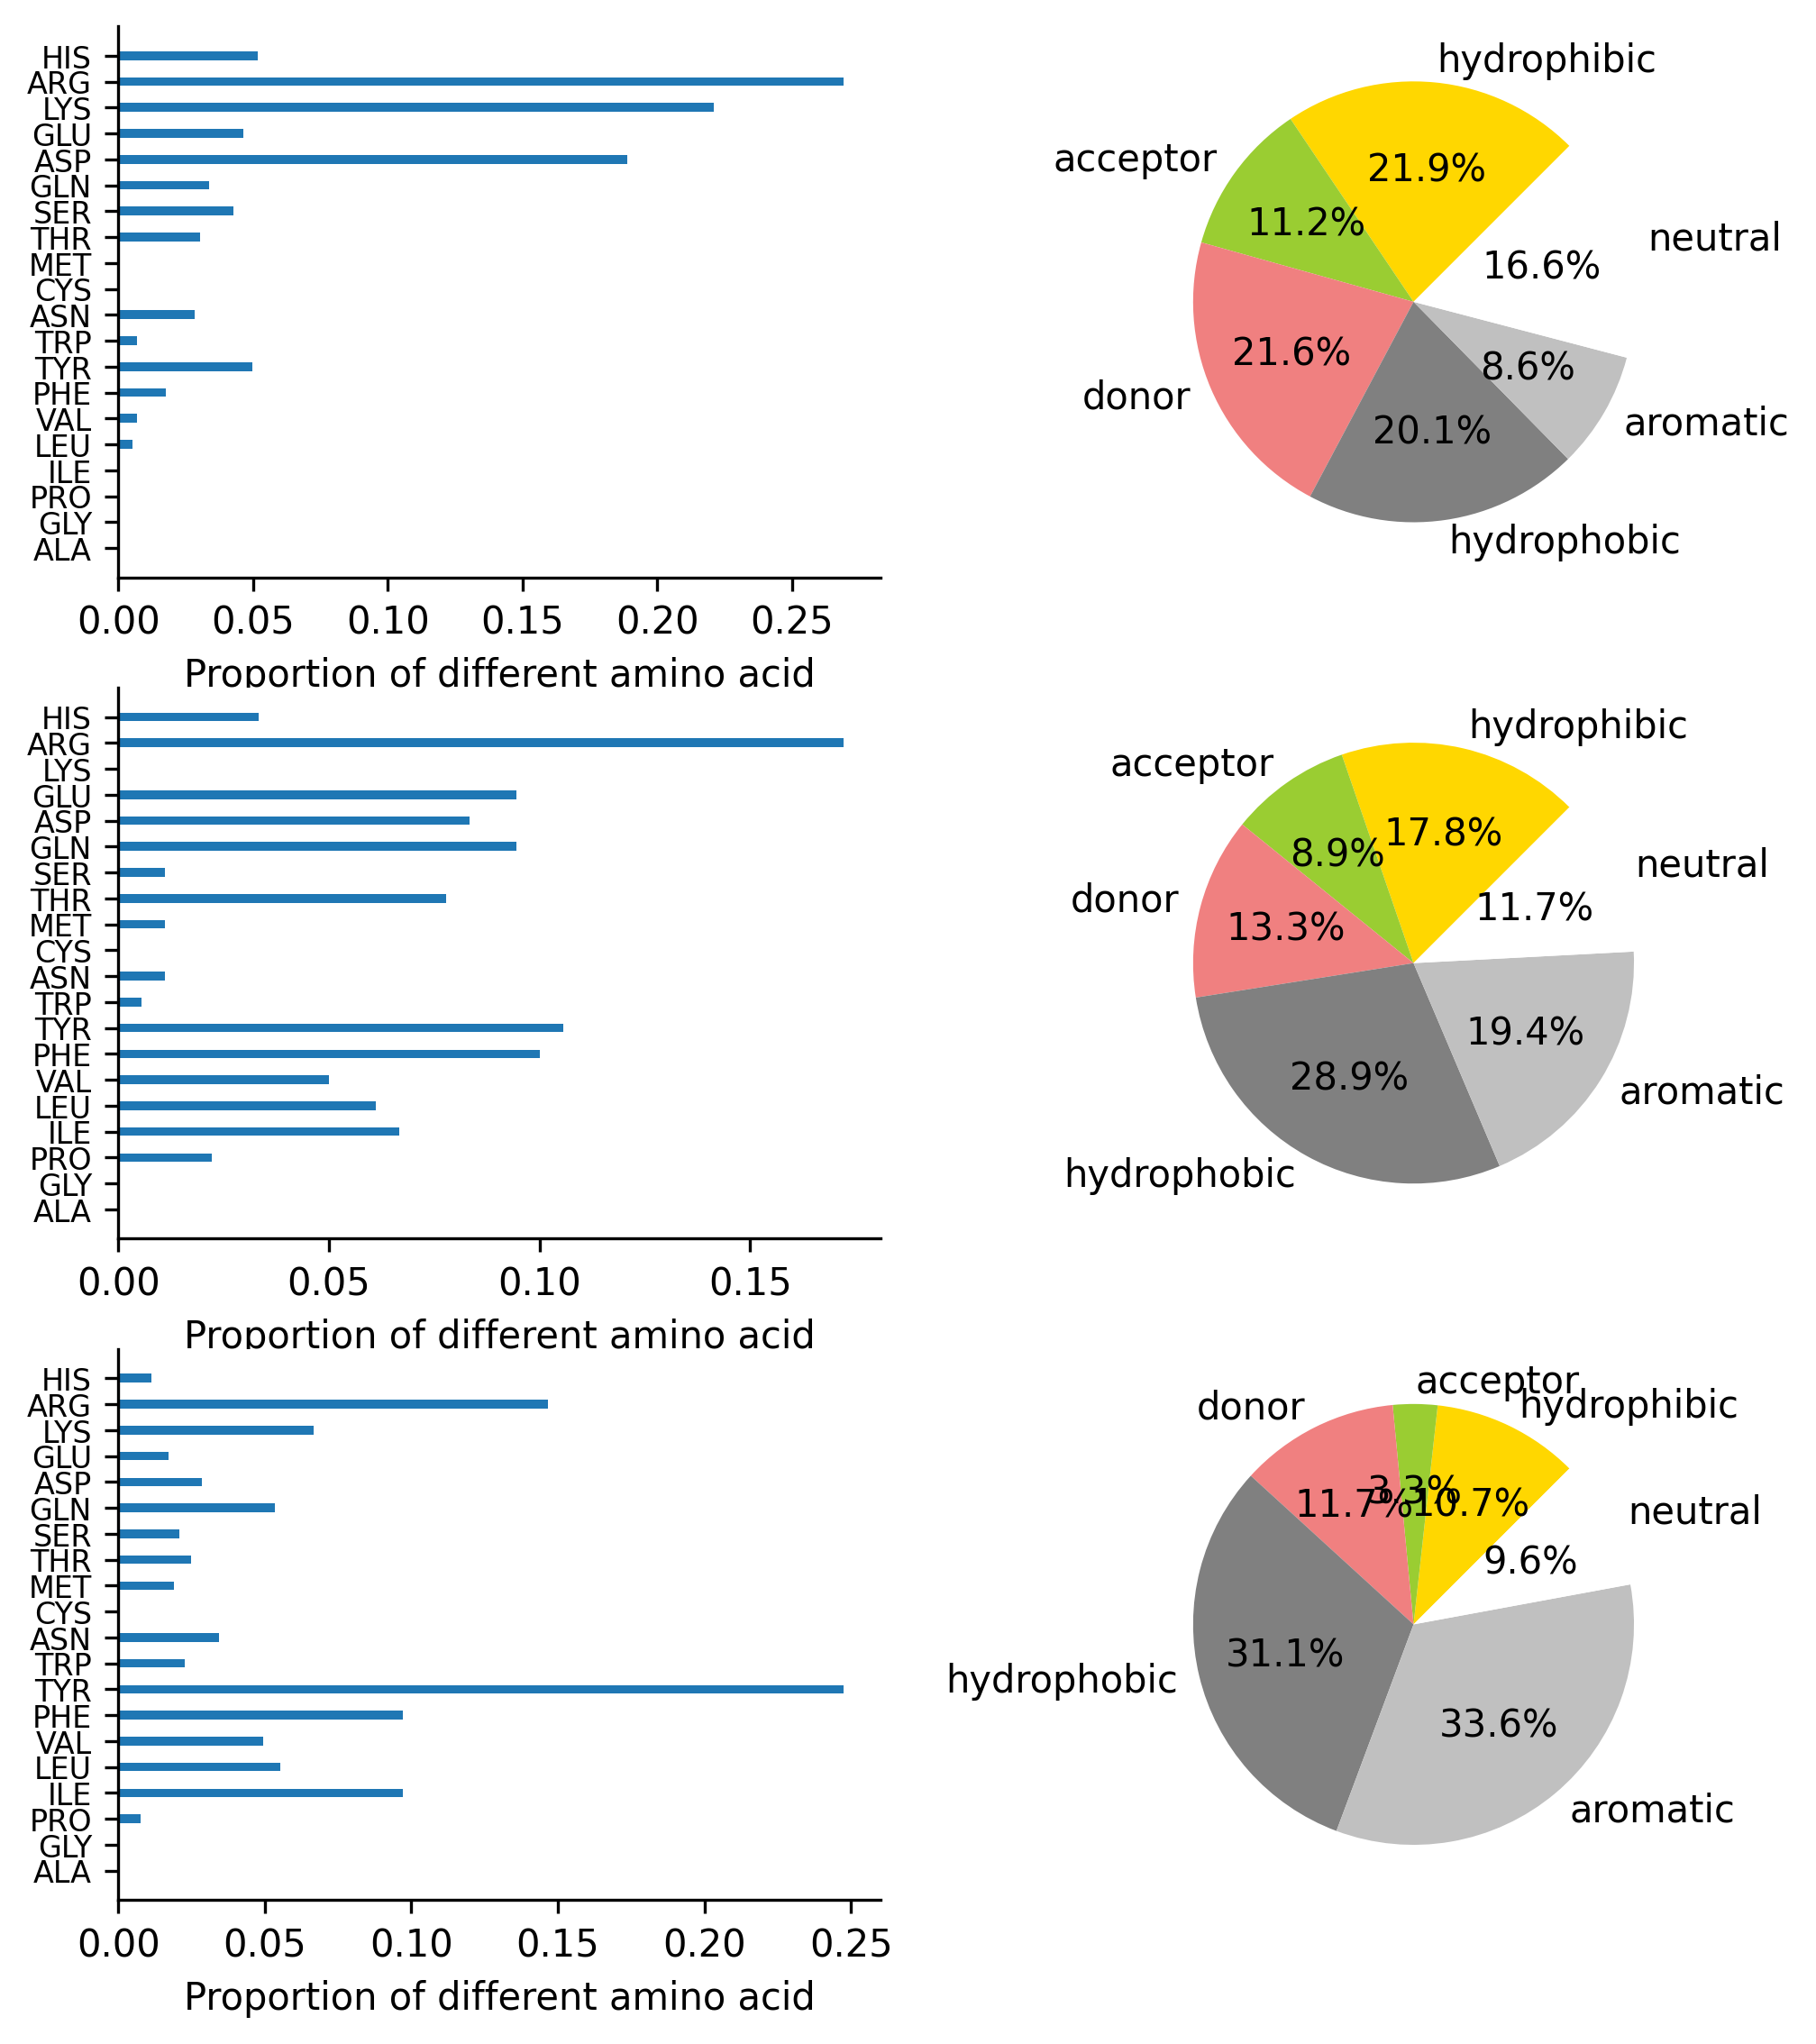 HIS
ARG
LYS
GLU
ASP
GLN
SER
THR
MET
CYS
ASN
TRP
TYR
PHE
VAL
LEU
ILE
PRO
GLY
ALA
0.00 0.05 0.10 0.15 0.20 0.25
Proportion of different amino acid
hydrophibic
acceptor
21.9%
11.2%
neutral
16.6%
21.6%
8.6%
donor
20.1%
aromatic
hydrophobic
HIS
ARG
LYS
GLU
ASP
GLN
SER
THR
MET
CYS
ASN
TRP
TYR
PHE
VAL
LEU
ILE
PRO
GLY
ALA
0.00 0.05 0.10 0.15
Proportion of different amino acid
hydrophibic
acceptor
17.8%
8.9%
neutral
donor
11.7%
13.3%
19.4%
28.9%
aromatic
hydrophobic
HIS
ARG
LYS
GLU
ASP
GLN
SER
THR
MET
CYS
ASN
TRP
TYR
PHE
VAL
LEU
ILE
PRO
GLY
ALA
0.00 0.05 0.10 0.15 0.20 0.25
Proportion of different amino acid
acceptor
donor
hydrophibic
3.3%
11.7%
10.7%
neutral
9.6%
31.1%
hydrophobic
33.6%
aromatic